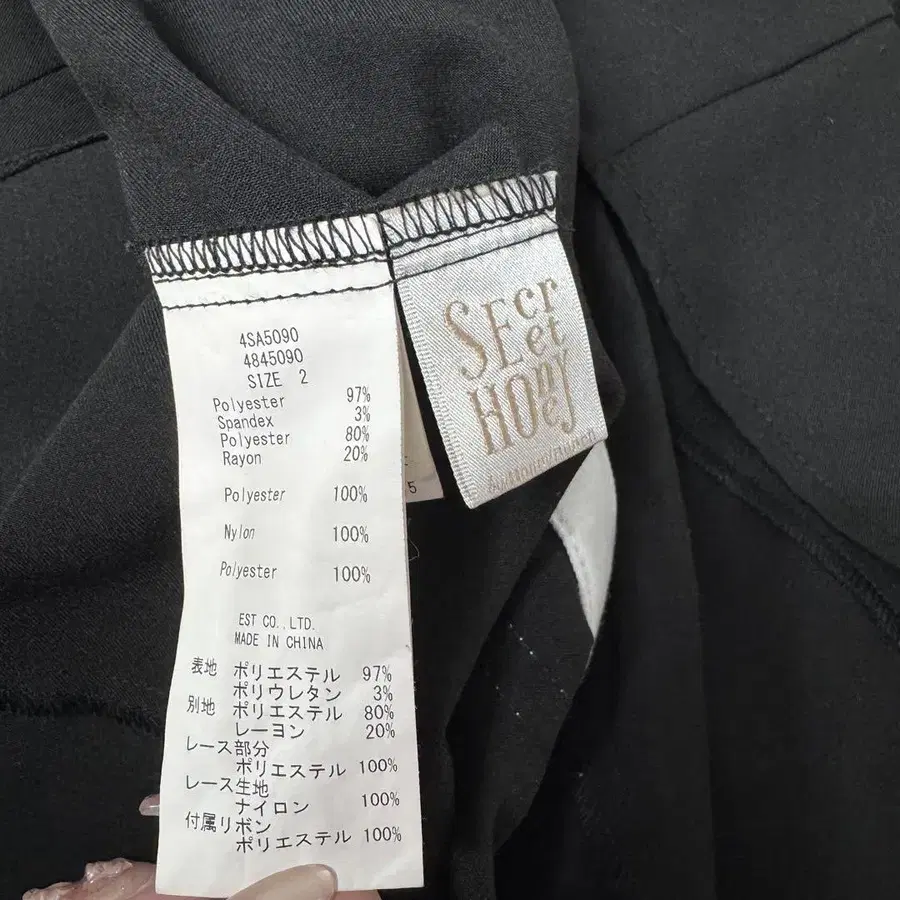 4SA5090
4845090
SIZE 2
Polyester 97%
Spandex 3%
Polyester 80%
Rayon 20%
Polyester 100%
Nylon 100%
Polyester 100%
EST CO.,LTD.
MADE IN CHINA
表地 ポリエステル 97%
ポリウレタン 3%
別地 ポリエステル 80%
レーヨン 20%
レース部分
ポリエステル 100%
レース生地
ナイロン 100%
付属リボン
ポリエステル 100%
SEcret
HOney
5